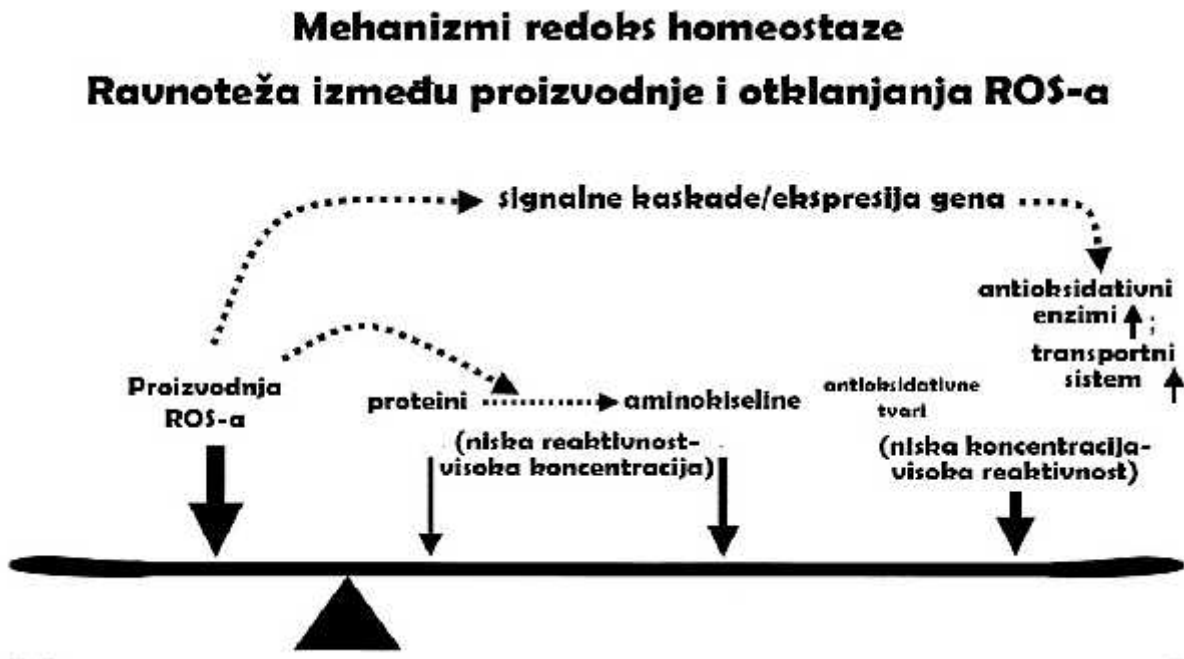 Mehanizmi redoks homeostaze
Ravnoteža između proizvodnje i otklanjanja ROS-a
signalne kaskade/ekspresija gena
antioksidativni
enzimi ;
transportni
sistem
Proizvodnja
ROS-a
proteini
aminokiseline
antioksidativne
tvari
(niska reaktivnost-
visoka koncentracija)
(niska koncentracija-
visoka reaktivnost)